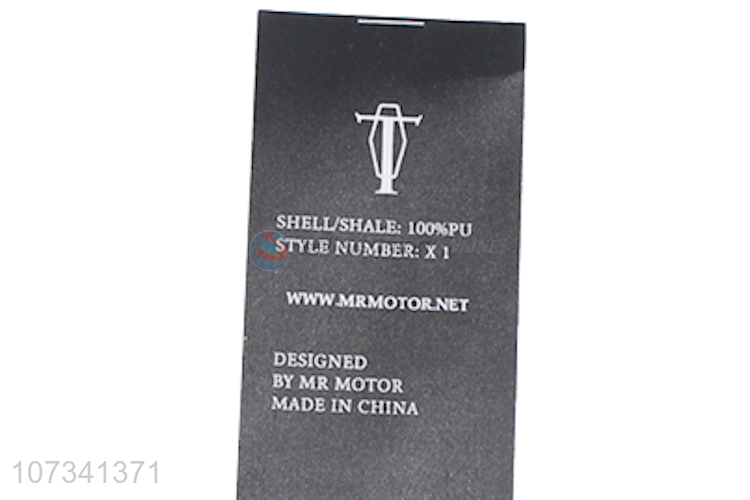 SHELL/SHALE: 100%PU
STYLE NUMBER: X 1
WWW.MRMOTOR.NET
DESIGNED
BY MR MOTOR
MADE IN CHINA
107341371